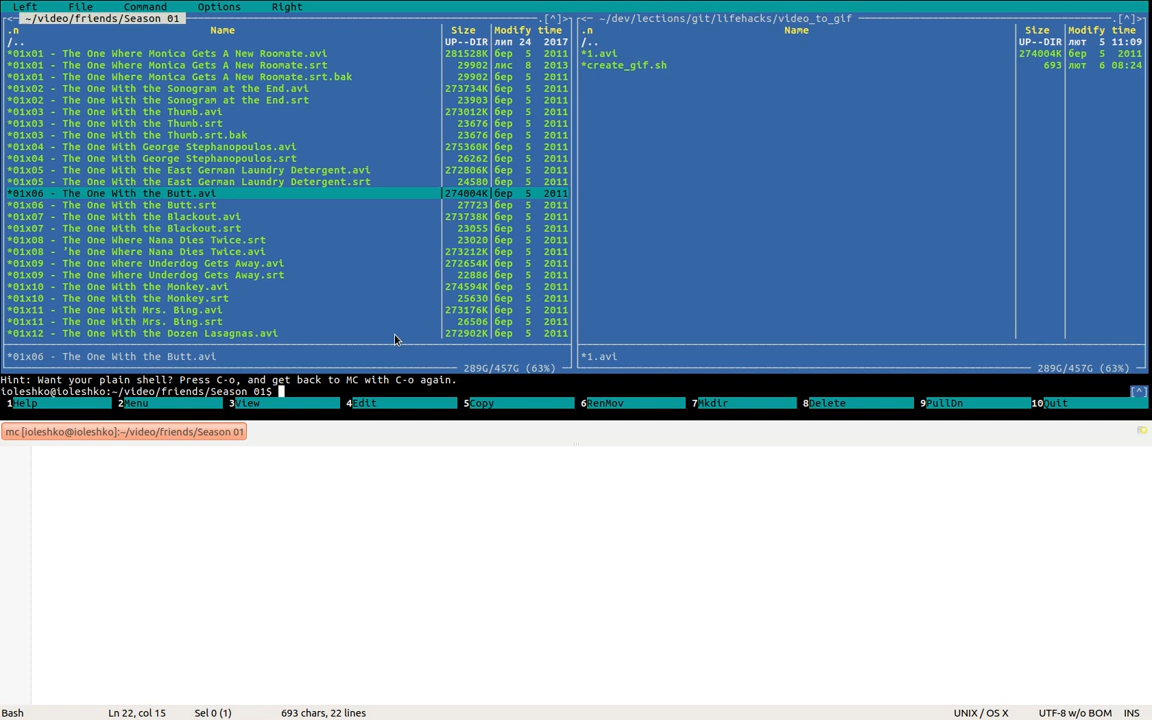 Left File Command Options Right
<─ ~/video/friends/Season 01 .[^]> <─ ~/dev/lections/git/lifehacks/video_to_gif .[^]>
.n Name Size Modify time .n Name Size Modify time
/.. UP--DIR лип 24 2017 /.. UP--DIR лют 5 11:09
*01x01 - The One Where Monica Gets A New Roomate.avi 281528K бер 5 2011 *1.avi 274004K бер 5 2011
*01x01 - The One Where Monica Gets A New Roomate.srt 29902 лис 8 2013 *create_gif.sh 693 лют 6 08:24
*01x01 - The One Where Monica Gets A New Roomate.srt.bak 29902 бер 5 2011
*01x02 - The One With the Sonogram at the End.avi 273734K бер 5 2011
*01x02 - The One With the Sonogram at the End.srt 23903 бер 5 2011
*01x03 - The One With the Thumb.avi 273012K бер 5 2011
*01x03 - The One With the Thumb.srt 23676 бер 5 2011
*01x03 - The One With the Thumb.srt.bak 23676 бер 5 2011
*01x04 - The One With George Stephanopoulos.avi 275360K бер 5 2011
*01x04 - The One With George Stephanopoulos.srt 26262 бер 5 2011
*01x05 - The One With the East German Laundry Detergent.avi 272806K бер 5 2011
*01x05 - The One With the East German Laundry Detergent.srt 24580 бер 5 2011
*01x06 - The One With the Butt.avi 274004K бер 5 2011
*01x06 - The One With the Butt.srt 27723 бер 5 2011
*01x07 - The One With the Blackout.avi 273738K бер 5 2011
*01x07 - The One With the Blackout.srt 23055 бер 5 2011
*01x08 - The One Where Nana Dies Twice.srt 23020 бер 5 2011
*01x08 - 'he One Where Nana Dies Twice.avi 273212K бер 5 2011
*01x09 - The One Where Underdog Gets Away.avi 272654K бер 5 2011
*01x09 - The One Where Underdog Gets Away.srt 22886 бер 5 2011
*01x10 - The One With the Monkey.avi 274594K бер 5 2011
*01x10 - The One With the Monkey.srt 25630 бер 5 2011
*01x11 - The One With Mrs. Bing.avi 273176K бер 5 2011
*01x11 - The One With Mrs. Bing.srt 26506 бер 5 2011
*01x12 - The One With the Dozen Lasagnas.avi 272902K бер 5 2011
*01x06 - The One With the Butt.avi *1.avi
289G/457G (63%) 289G/457G (63%)
Hint: Want your plain shell? Press C-o, and get back to MC with C-o again.
ioleshko@ioleshko:~/video/friends/Season 01$ [^]
1Help 2Menu 3View 4Edit 5Copy 6RenMov 7Mkdir 8Delete 9PullDn 10Quit
mc [ioleshko@ioleshko]:~/video/friends/Season 01
Bash Ln 22, col 15 Sel 0 (1) 693 chars, 22 lines UNIX / OS X UTF-8 w/o BOM INS